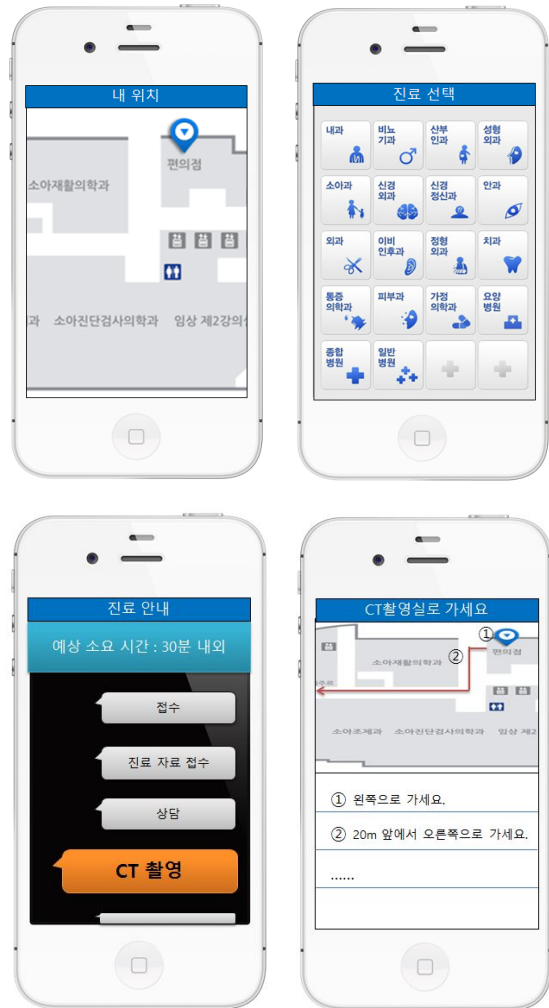 내 위치
편의점
소아재활의학과
과 소아진단검사의학과 임상 제2강의
진료 선택
내과 비뇨기과 산부인과 성형외과
소아과 신경외과 신경정신과 안과
외과 이비인후과 정형외과 치과
통증의학과 피부과 가정의학과 요양병원
종합병원 일반병원
진료 안내
예상 소요 시간 : 30분 내외
접수
진료 자료 접수
상담
CT 촬영
CT촬영실로 가세요
①
편의점
②
소아재활의학과
소아진단검사의학과 임상 제2
① 왼쪽으로 가세요.
② 20m 앞에서 오른쪽으로 가세요.
......